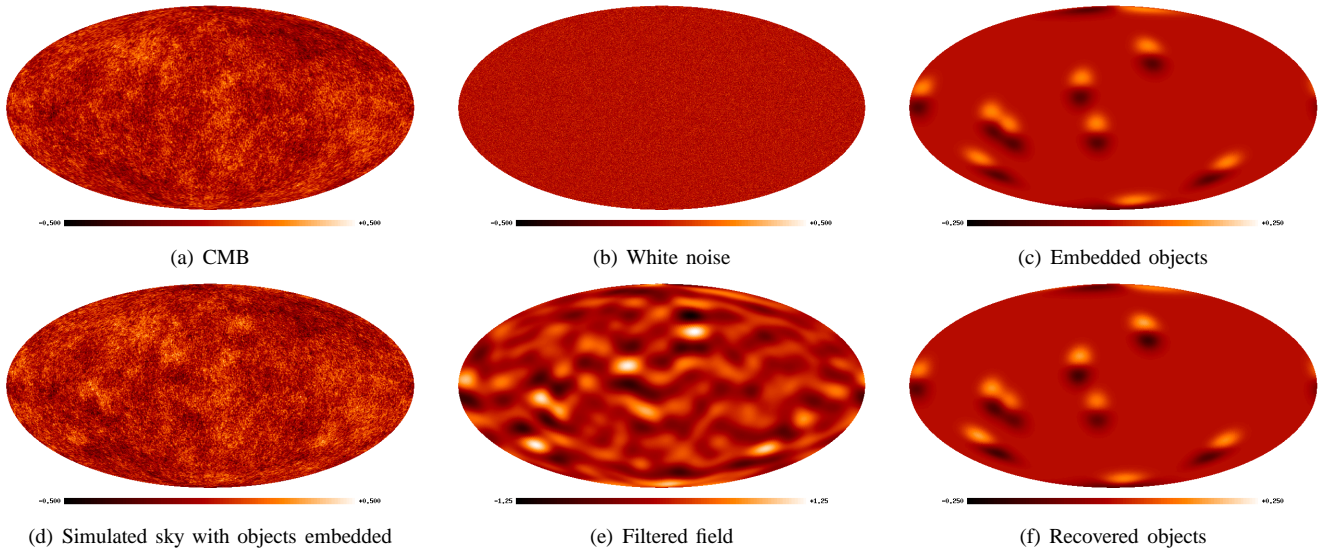 -0.500 +0.500
-0.500 +0.500
-0.250 +0.250
(a) CMB
(b) White noise
(c) Embedded objects
-0.500 +0.500
-1.25 +1.25
-0.250 +0.250
(d) Simulated sky with objects embedded
(e) Filtered field
(f) Recovered objects